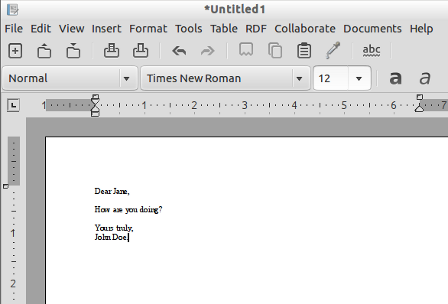 *Untitled1
File Edit View Insert Format Tools Table RDF Collaborate Documents Help
abc
Normal Times New Roman 12 a a
1 1 2 3 4 5 6 7
Dear Jane,
How are you doing?
1
Yours truly,
John Doe
2